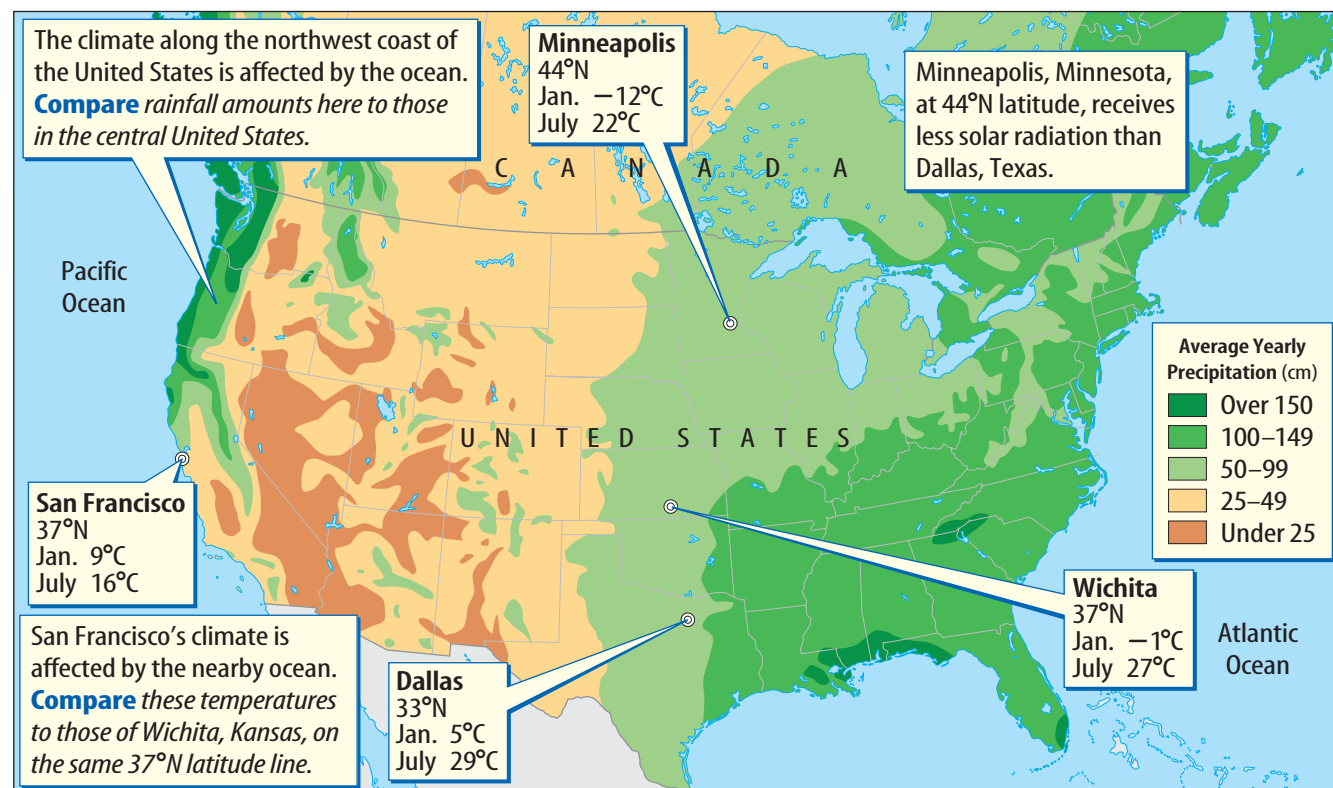 The climate along the northwest coast of
the United States is affected by the ocean.
Compare rainfall amounts here to those
in the central United States.
Minneapolis
44°N
Jan. −12°C
July 22°C
Minneapolis, Minnesota,
at 44°N latitude, receives
less solar radiation than
Dallas, Texas.
CANADA
Pacific
Ocean
UNITED STATES
Average Yearly
Precipitation (cm)
Over 150
100–149
50–99
25–49
Under 25
San Francisco
37°N
Jan. 9°C
July 16°C
Wichita
37°N
Jan. −1°C
July 27°C
Atlantic
Ocean
San Francisco’s climate is
affected by the nearby ocean.
Compare these temperatures
to those of Wichita, Kansas, on
the same 37°N latitude line.
Dallas
33°N
Jan. 5°C
July 29°C